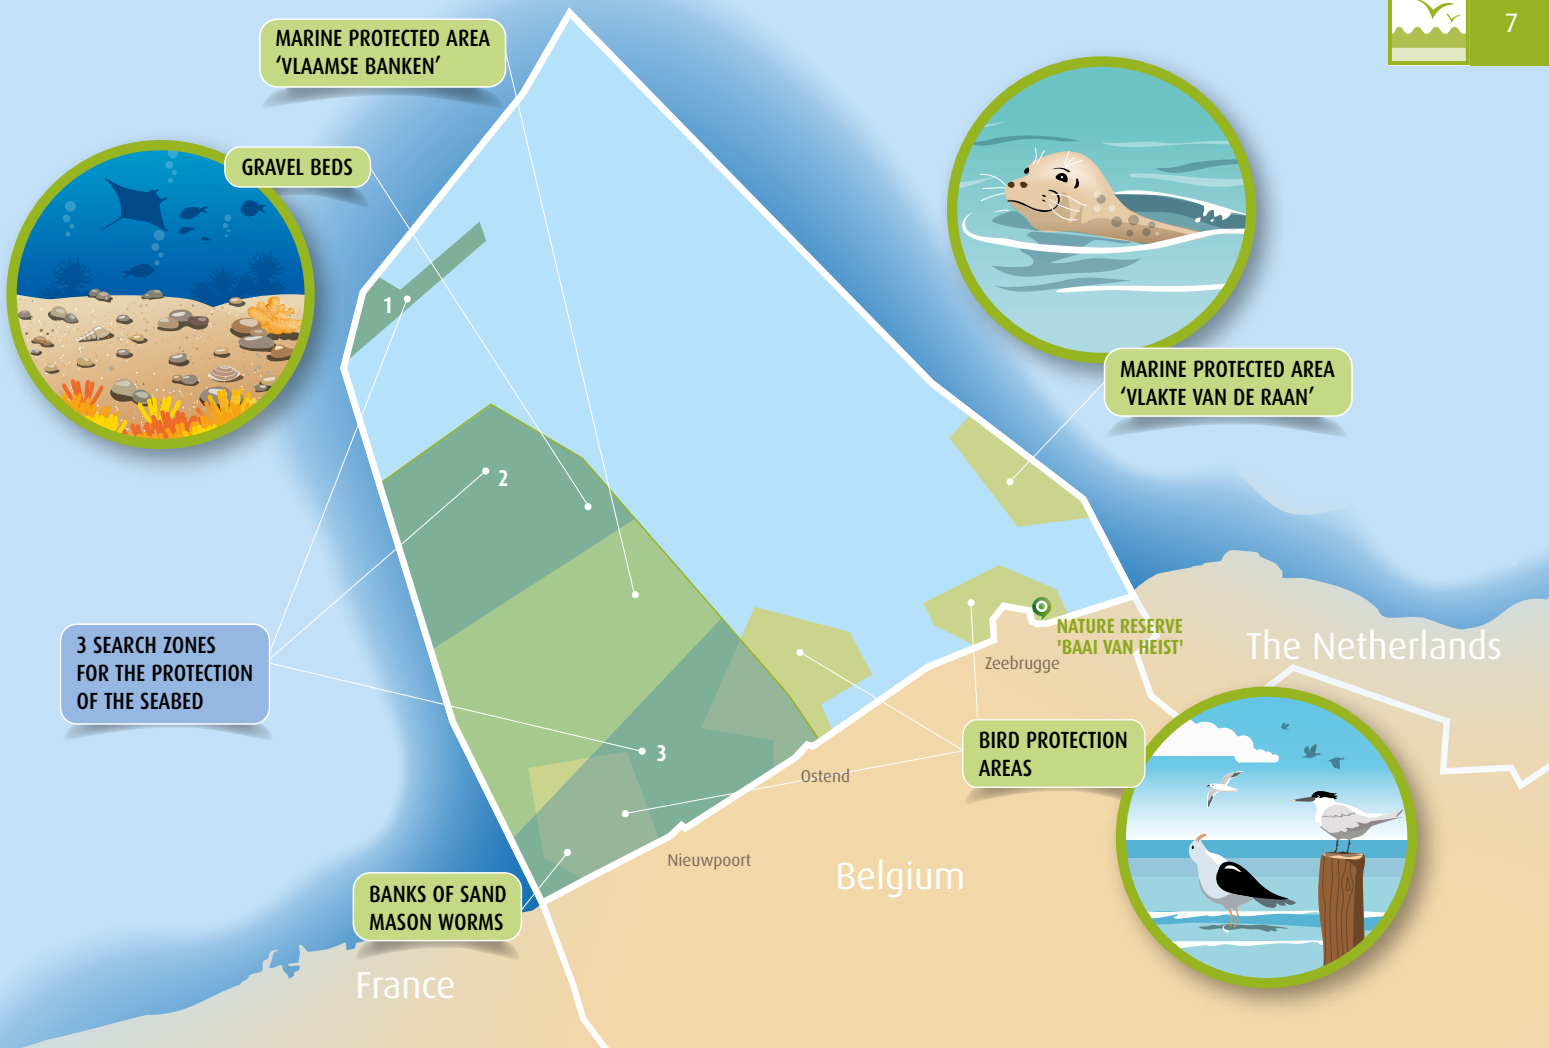 7
MARINE PROTECTED AREA
‘VLAAMSE BANKEN’
GRAVEL BEDS
1
MARINE PROTECTED AREA
‘VLAKTE VAN DE RAAN’
2
3 SEARCH ZONES
FOR THE PROTECTION
OF THE SEABED
NATURE RESERVE
'BAAI VAN HEIST'
Zeebrugge
The Netherlands
3
BIRD PROTECTION
AREAS
Ostend
Nieuwpoort
Belgium
BANKS OF SAND
MASON WORMS
France